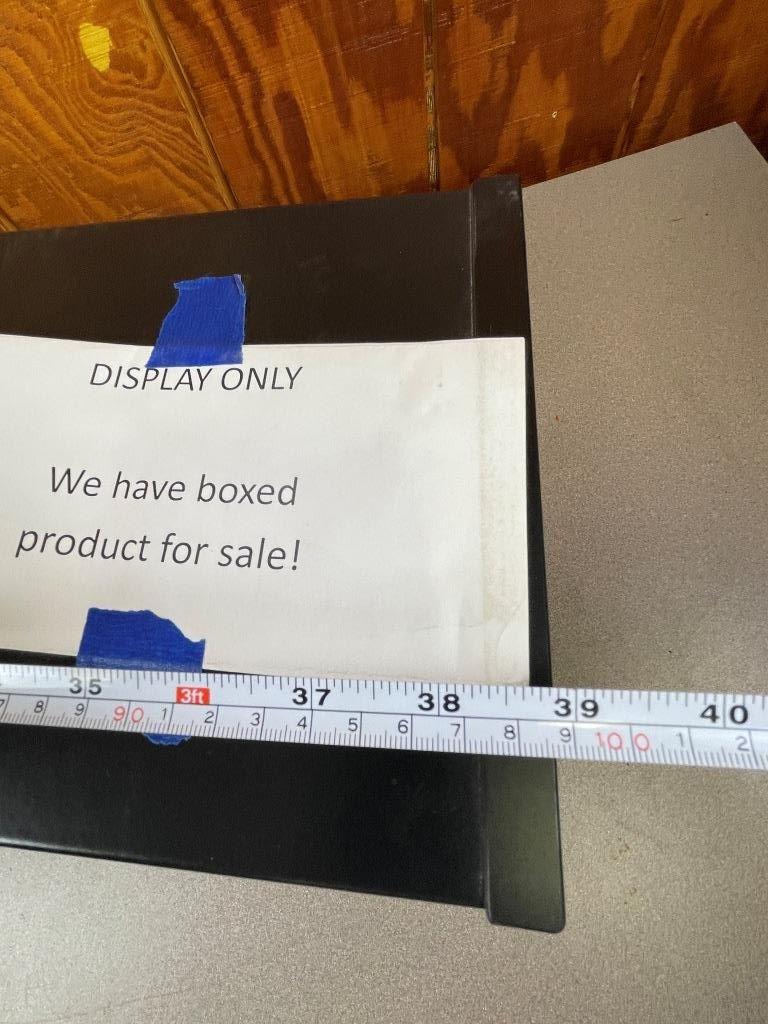 DISPLAY ONLY
We have boxed
product for sale!
35 3ft 37 38 39 40
8 9 90 1 2 3 4 5 6 7 8 9 100 1 2